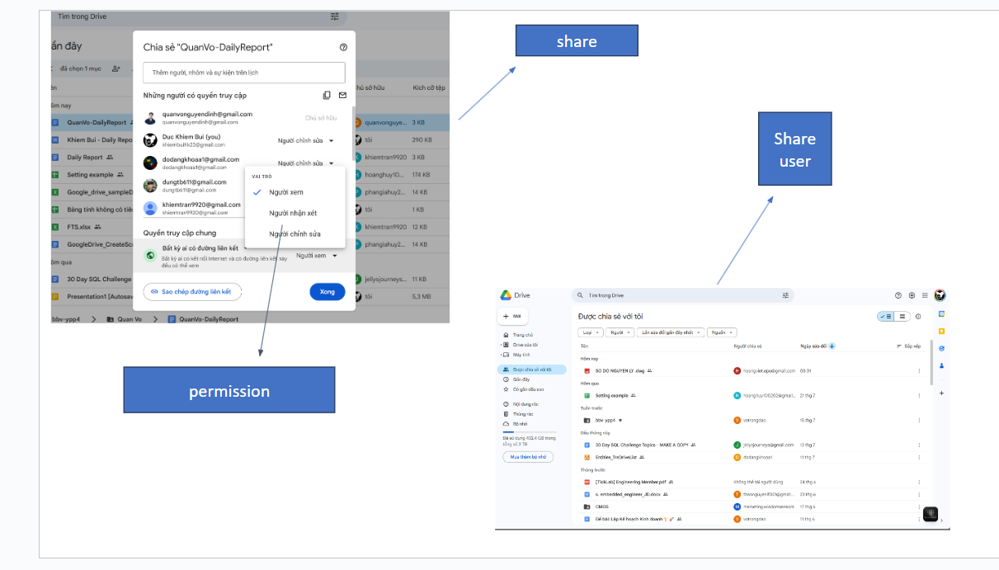 Tìm trong Drive
ần đây
đã chọn 1 mục
Chia sẻ "QuanVo-DailyReport"
Thêm người, nhóm và sự kiện trên lịch
Những người có quyền truy cập
quanvonguyendinh@gmail.com
quanvonguyendinh@gmail.com
Chủ sở hữu
Duc Khiem Bui (you)
khiembuihk22@gmail.com
Người chỉnh sửa
dodangkhoaa1@gmail.com
dodangkhoaa1@gmail.com
Người chỉnh sửa
dungtb611@gmail.com
dungtb611@gmail.com
khiemtran9920@gmail.com
khiemtran9920@gmail.com
VAI TRÒ
Người xem
Người nhận xét
Người chỉnh sửa
Quyền truy cập chung
Bất kỳ ai có đường liên kết
Bất kỳ ai có kết nối Internet và có đường liên kết này
đều có thể xem
Người xem
Sao chép đường liên kết
Xong
ên
hủ sở hữu
Kích cỡ tệp
ôm nay
QuanVo-DailyReport
quanvonguye...
3 KB
Khiem Bui - Daily Repo
tôi
290 KB
Daily Report
khiemtran9920
3 KB
Setting example
hoanghuy10...
174 KB
Google_drive_sampleD
phangiahuy2...
14 KB
Bảng tính không có tiê
tôi
1 KB
FTS.xlsx
khiemtran9920
12 KB
GoogleDrive_CreateSc
phangiahuy2...
14 KB
ôm qua
30 Day SQL Challenge
jellysjourneys...
11 KB
Presentation1 [Autosav
tôi
5,3 MB
bbv-ypp4
Quan Vo
QuanVo-DailyReport
share
Share
user
permission
Drive
Tìm trong Drive
Mới
Trang chủ
Drive của tôi
Máy tính
Được chia sẻ với tôi
Gần đây
Có gắn dấu sao
Nội dung rác
Thùng rác
Bộ nhớ
Đã sử dụng 402,4 GB trong
tổng số 2 TB
Mua thêm bộ nhớ
Được chia sẻ với tôi
Loại
Người
Lần sửa đổi gần đây nhất
Nguồn
Tên
Người chia sẻ
Ngày sửa đổi
Sắp xếp
Hôm nay
SO DO NGUYEN LY .dwg
hoangviet.epu@gmail.com
08:01
Hôm qua
Setting example
hoanghuy100202@gmail...
21 thg 7
Tuần trước
bbv-ypp4
votrongdao
15 thg 7
Đầu tháng này
30 Day SQL Challenge Topics - MAKE A COPY
jellysjourneys@gmail.com
13 thg 7
Entities_TreDriveList
dodangkhoaa1
11 thg 7
Tháng trước
[TickLab] Engineering Member.pdf
Không thể tải người dùng
24 thg 6
6. embedded_engineer_JD.docx
23 thg 6
CMOS
17 thg 6
Đề bài: Lập Kế hoạch Kinh doanh
votrongdao
11 thg 6